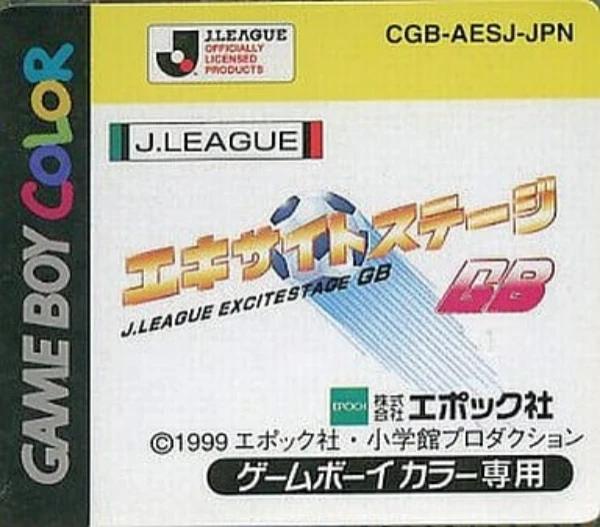 GAME BOY COLOR
J.LEAGUE
OFFICIALLY
LICENSED
PRODUCTS
CGB-AESJ-JPN
J.LEAGUE
エキサイトステージ
GB
J.LEAGUE EXCITESTAGE GB
EPOCH 株式会社 エポック社
©1999 エポック社・小学館プロダクション
ゲームボーイ カラー専用